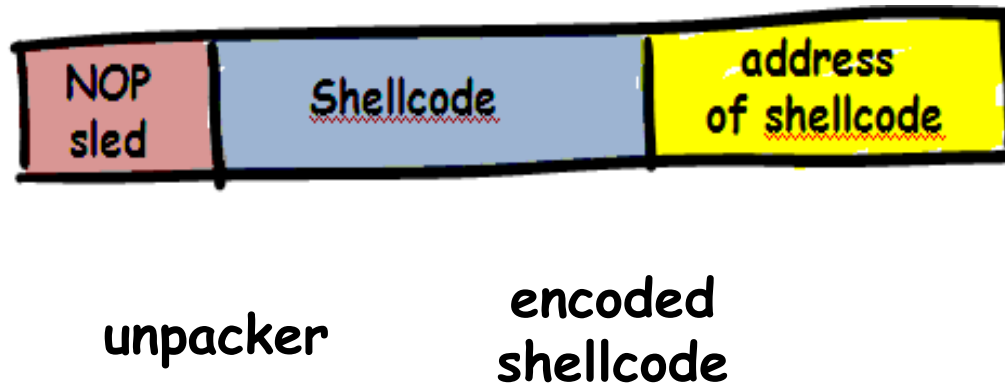 NOP
sled
Shellcode
address
of shellcode
unpacker
encoded
shellcode